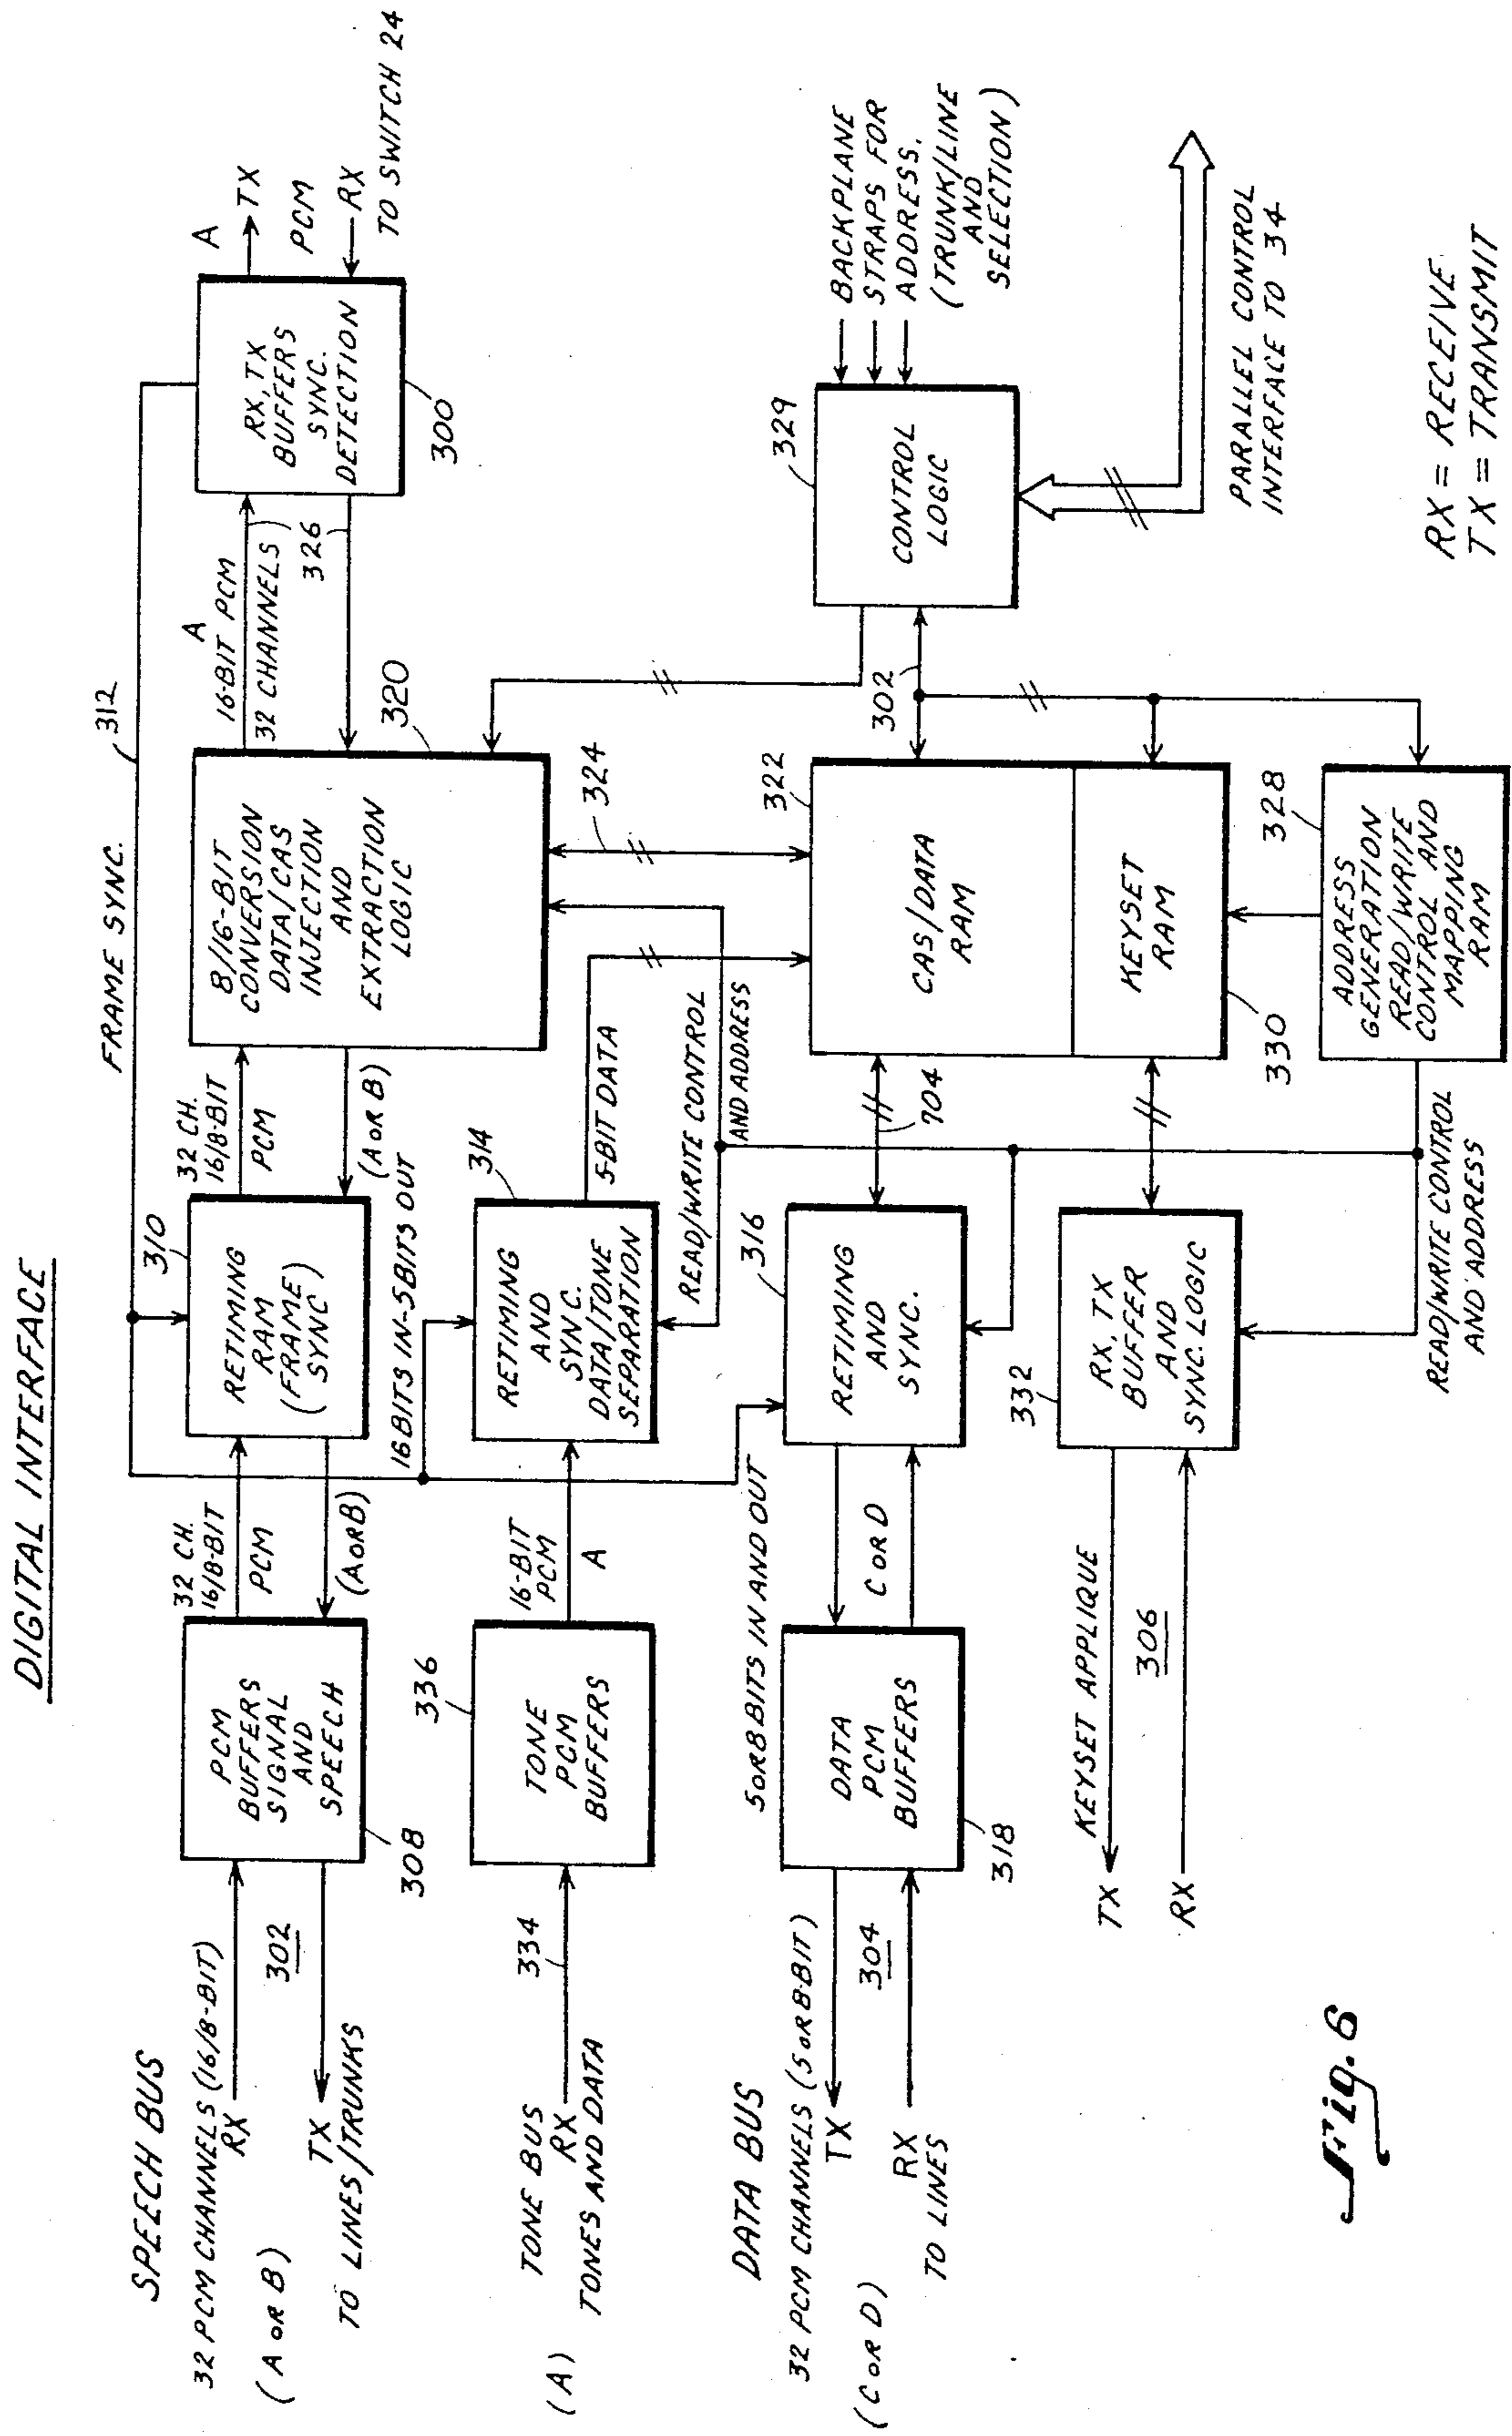 DIGITAL INTERFACE
SPEECH BUS
32 PCM CHANNELS (16/8-BIT)
RX
(A OR B)
302
TX
TO LINES/TRUNKS
PCM
BUFFERS
SIGNAL
AND
SPEECH
308
32 CH.
16/8-BIT
PCM
(A OR B)
310
RETIMING
RAM
(FRAME)
SYNC
32 CH.
16/8-BIT
PCM
(A OR B)
FRAME SYNC.
312
8/16-BIT
CONVERSION
DATA/CAS
INJECTION
AND
EXTRACTION
LOGIC
320
A
16-BIT PCM
32 CHANNELS
326
RX, TX
BUFFERS
SYNC.
DETECTION
300
A
TX
PCM
RX
TO SWITCH 24
TONE BUS
RX
334
TONES AND DATA
(A)
336
TONE
PCM
BUFFERS
16-BIT
PCM
A
16 BITS IN-5 BITS OUT
314
RETIMING
AND
SYNC.
DATA/TONE
SEPARATION
5-BIT DATA
READ/WRITE CONTROL
AND ADDRESS
324
DATA BUS
32 PCM CHANNELS (5 OR 8-BIT)
TX
(C OR D)
304
RX
TO LINES
DATA
PCM
BUFFERS
318
5 OR 8 BITS IN AND OUT
C OR D
316
RETIMING
AND
SYNC.
704
322
CAS/DATA
RAM
KEYSET
RAM
330
302
329
CONTROL
LOGIC
BACKPLANE
STRAPS FOR
ADDRESS.
(TRUNK/LINE
AND
SELECTION)
PARALLEL CONTROL
INTERFACE TO 34
TX
KEYSET APPLIQUE
306
RX
332
RX, TX
BUFFER
AND
SYNC. LOGIC
328
ADDRESS
GENERATION
READ/WRITE
CONTROL AND
MAPPING
RAM
READ/WRITE CONTROL
AND ADDRESS
RX = RECEIVE
TX = TRANSMIT
Fig. 6